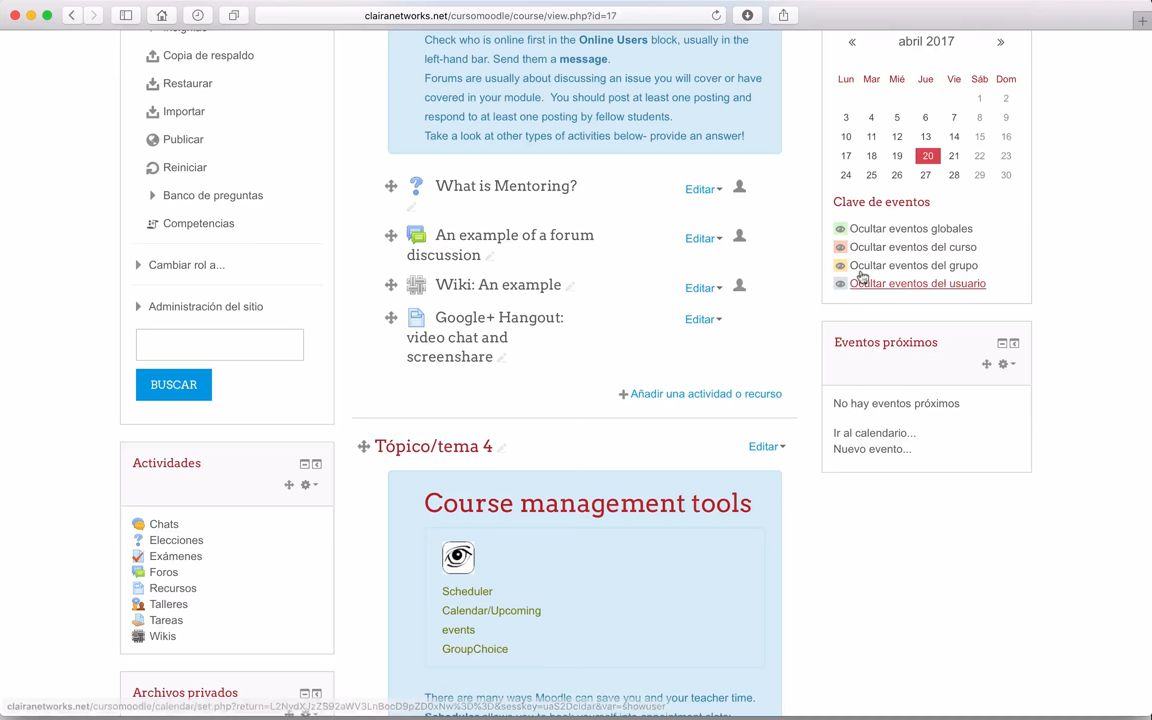 clairanetworks.net/cursomoodle/course/view.php?id=17
Copia de respaldo
Restaurar
Importar
Publicar
Reiniciar
Banco de preguntas
Competencias
Cambiar rol a...
Administración del sitio
BUSCAR
Actividades
Chats
Elecciones
Exámenes
Foros
Recursos
Talleres
Tareas
Wikis
Archivos privados
Check who is online first in the Online Users block, usually in the
left-hand bar. Send them a message.
Forums are usually about discussing an issue you will cover or have
covered in your module. You should post at least one posting and
respond to at least one posting by fellow students.
Take a look at other types of activities below- provide an answer!
What is Mentoring? Editar
An example of a forum Editar
discussion
Wiki: An example Editar
Google+ Hangout: Editar
video chat and
screenshare
Añadir una actividad o recurso
Tópico/tema 4 Editar
Course management tools
Scheduler
Calendar/Upcoming
events
GroupChoice
There are many ways Moodle can save you and your teacher time.
« abril 2017 »
Lun Mar Mié Jue Vie Sáb Dom
1 2
3 4 5 6 7 8 9
10 11 12 13 14 15 16
17 18 19 20 21 22 23
24 25 26 27 28 29 30
Clave de eventos
Ocultar eventos globales
Ocultar eventos del curso
Ocultar eventos del grupo
Ocultar eventos del usuario
Eventos próximos
No hay eventos próximos
Ir al calendario...
Nuevo evento...